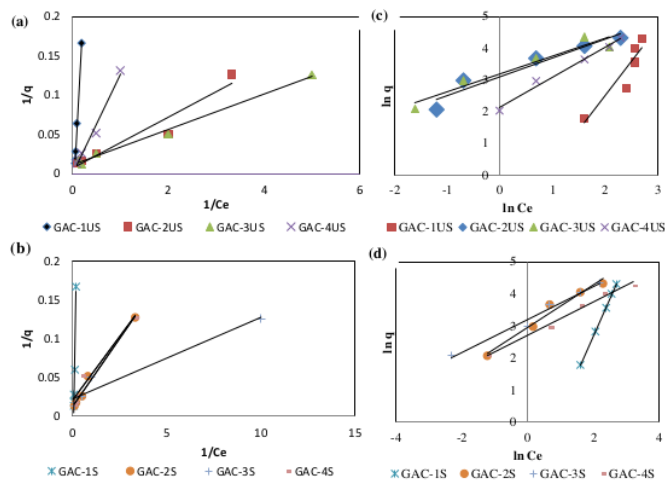 (a)
0.2
0.15
0.1
0.05
0
1/q
0 2 4 6
1/Ce
GAC-1US GAC-2US GAC-3US GAC-4US
(c)
5
4
3
2
1
0
ln q
-2 -1 0 1 2 3
ln Ce
GAC-1US GAC-2US GAC-3US GAC-4US
(b)
0.2
0.15
0.1
0.05
0
1/q
0 5 10 15
1/Ce
GAC-1S GAC-2S GAC-3S GAC-4S
(d)
5
4
3
2
1
0
ln q
-4 -2 0 2 4
ln Ce
GAC-1S GAC-2S GAC-3S GAC-4S